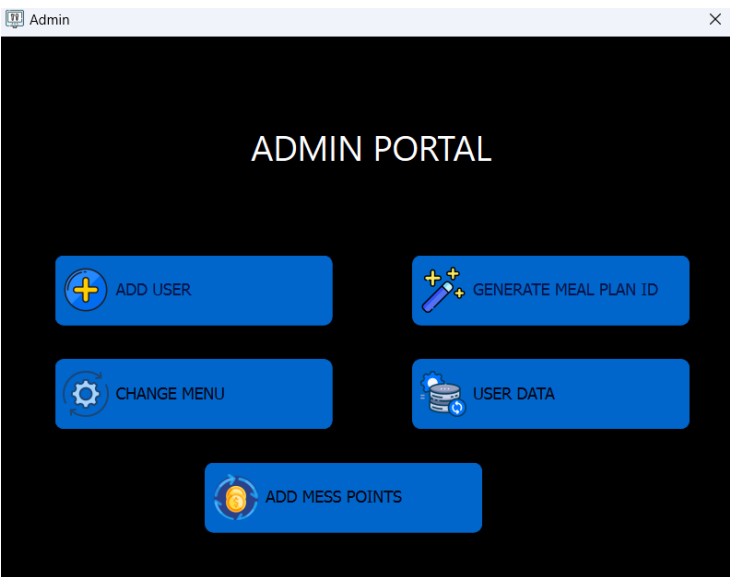 Admin
ADMIN PORTAL
ADD USER
GENERATE MEAL PLAN ID
CHANGE MENU
USER DATA
ADD MESS POINTS